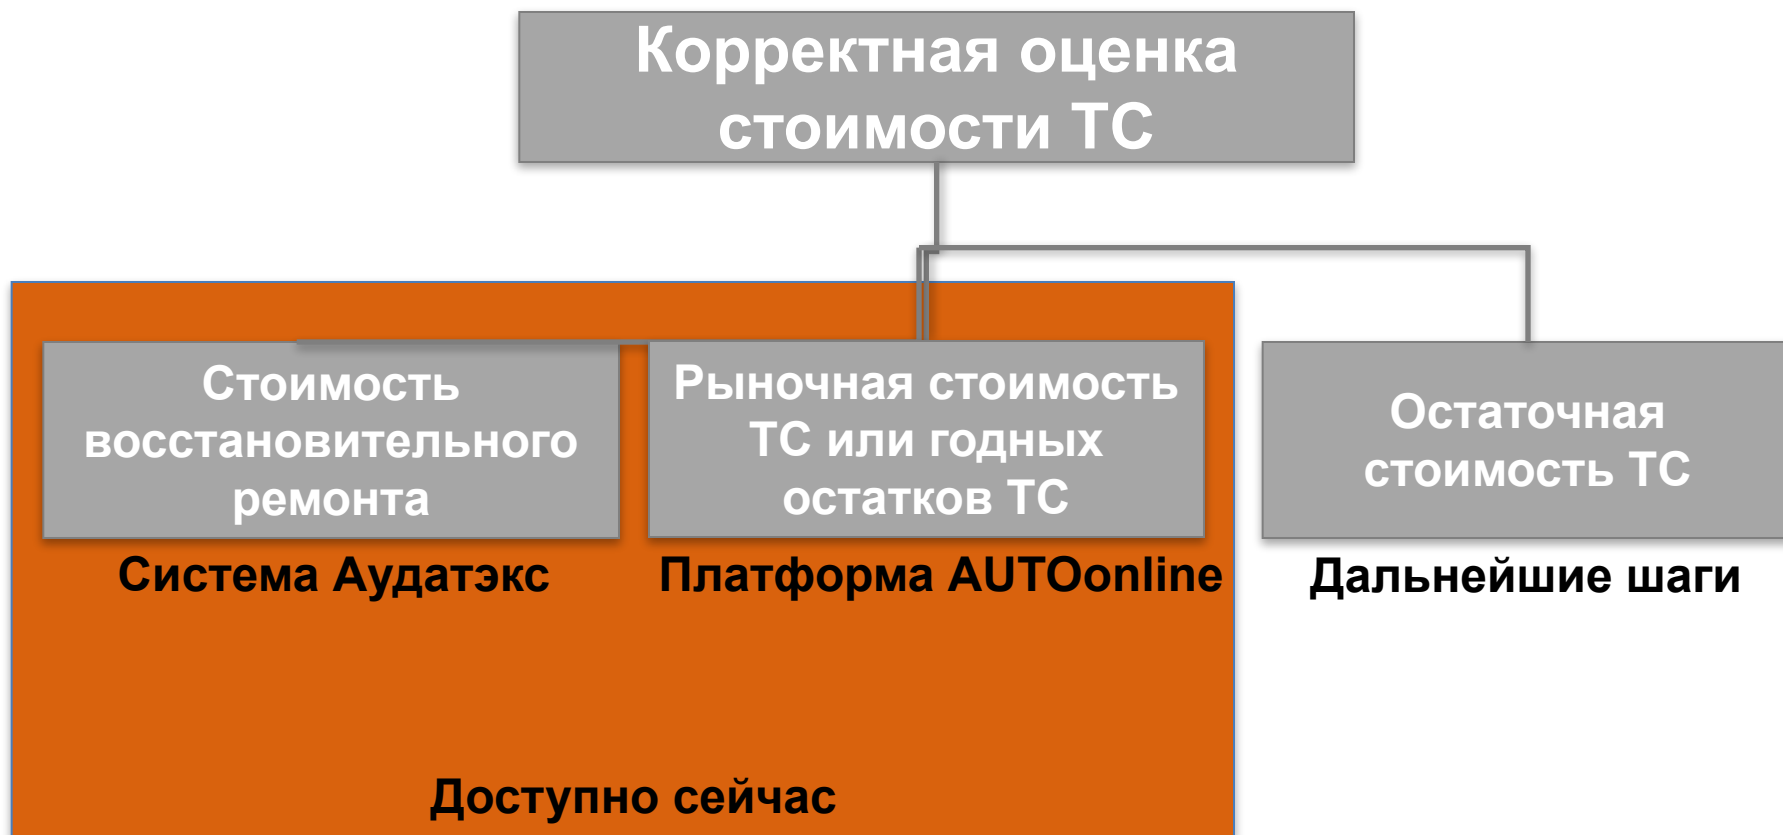 Корректная оценка
стоимости ТС
Стоимость
восстановительного
ремонта
Рыночная стоимость
ТС или годных
остатков ТС
Остаточная
стоимость ТС
Система Аудатэкс
Платформа AUTOonline
Дальнейшие шаги
Доступно сейчас